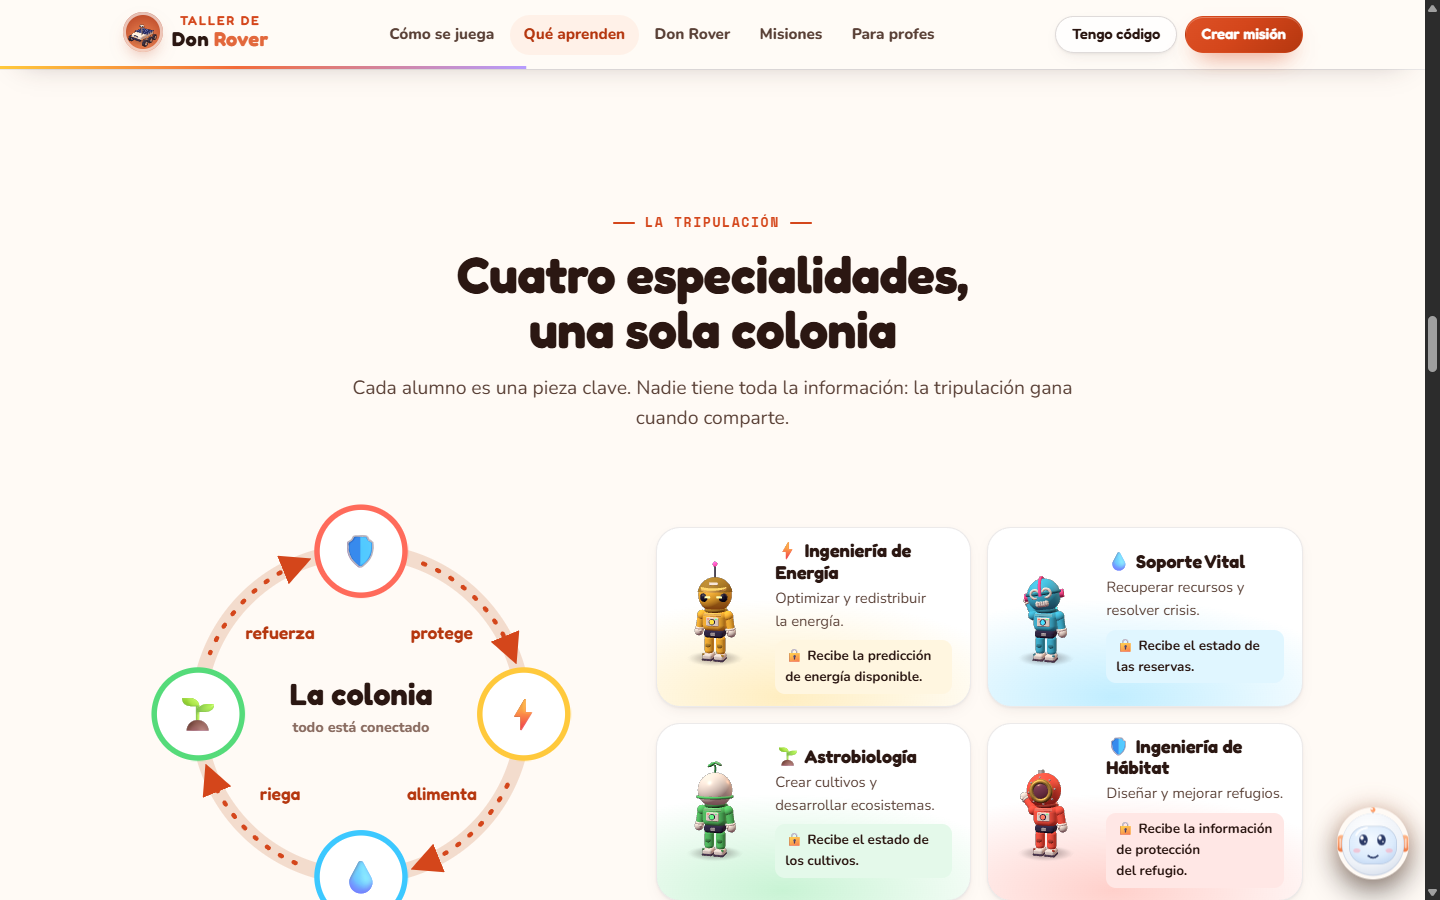 TALLER DE
Don Rover
Cómo se juega
Qué aprenden
Don Rover
Misiones
Para profes
Tengo código
Crear misión
LA TRIPULACIÓN
Cuatro especialidades,
una sola colonia
Cada alumno es una pieza clave. Nadie tiene toda la información: la tripulación gana
cuando comparte.
refuerza
protege
La colonia
todo está conectado
riega
alimenta
Ingeniería de
Energía
Optimizar y redistribuir
la energía.
Recibe la predicción
de energía disponible.
Soporte Vital
Recuperar recursos y
resolver crisis.
Recibe el estado de
las reservas.
Astrobiología
Crear cultivos y
desarrollar ecosistemas.
Recibe el estado de
los cultivos.
Ingeniería de
Hábitat
Diseñar y mejorar refugios.
Recibe la información
de protección
del refugio.